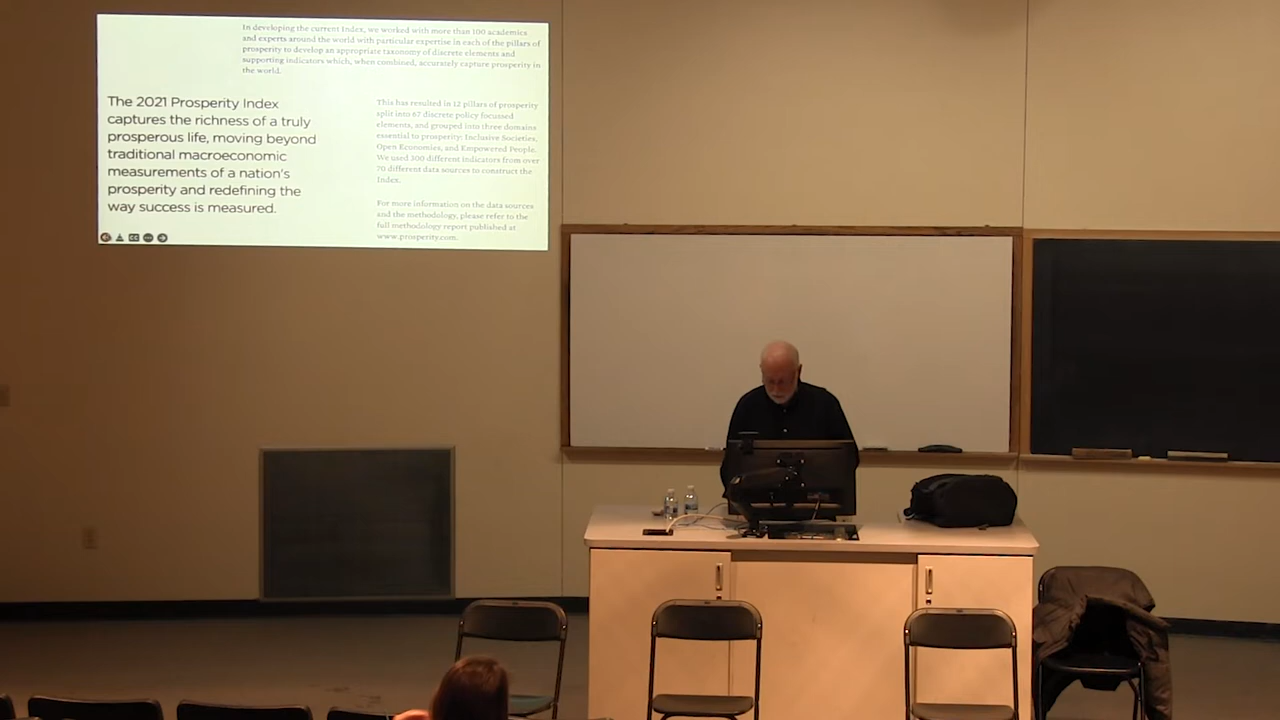 In developing the current Index, we worked with more than 100 academics
and experts around the world with particular expertise in each of the pillars of
prosperity to develop an appropriate taxonomy of discrete elements and
supporting indicators which, when combined, accurately capture prosperity in
the world.
The 2021 Prosperity Index
captures the richness of a truly
prosperous life, moving beyond
traditional macroeconomic
measurements of a nation's
prosperity and redefining the
way success is measured.
This has resulted in 12 pillars of prosperity
split into 67 discrete policy focussed
elements, and grouped into three domains
essential to prosperity: Inclusive Societies,
Open Economies, and Empowered People.
We used 300 different indicators from over
70 different data sources to construct the
Index.
For more information on the data sources
and the methodology, please refer to the
full methodology report published at
www.prosperity.com.